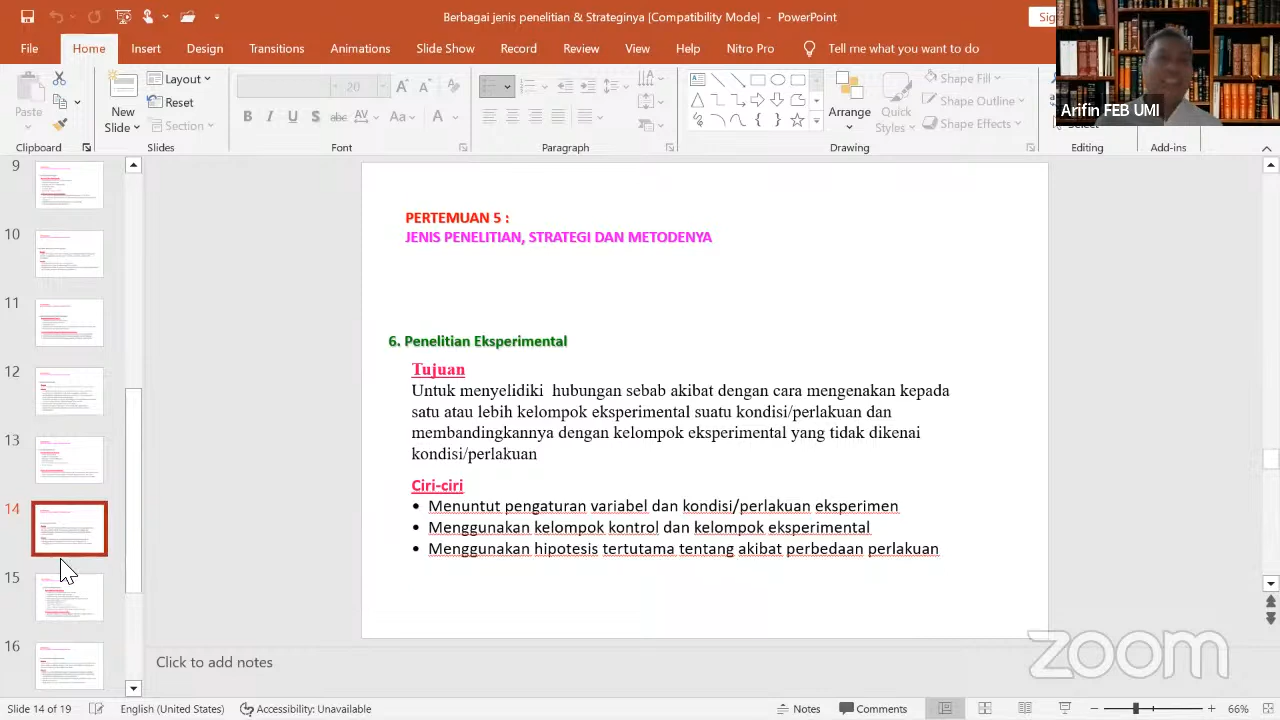 Berbagai jenis penelitian & Strateginya [Compatibility Mode] - PowerPoint
Sig
File Home Insert Design Transitions Animations Slide Show Record Review View Help Nitro Pro Tell me what you want to do
Paste
New
Slide
Layout
Reset
Section
Arrange
Quick
Styles
Shape Fill
Shape Outline
Shape Effects
Select
Clipboard Slides Font Paragraph Drawing Editing Add-ins
Arifin FEB UMI
PERTEMUAN 5 :
JENIS PENELITIAN, STRATEGI DAN METODENYA
6. Penelitian Eksperimental
Tujuan
Untuk menyelidiki hubungan sebab akibat dengan cara mengenakan kepada
satu atau lebih kelompok eksperimental suatu kondisi/perlakuan dan
membandingkannya dengan kelompok eksperimental yang tidak dikenai
kondisi/perlakuan
Ciri-ciri
• Menuntut pengaturan variabel dan kondisi/perlakuan eksperimen
• Menggunakan kelompok kontrol dan kelompok eksperimental
• Menggunakan hipotesis tertutama tentang akibat perbedaan perlakuan
11
12
13
14
15
16
Click to add notes
zoom
Slide 14 of 19 English (United States) Accessibility: Unavailable Notes Comments 66%